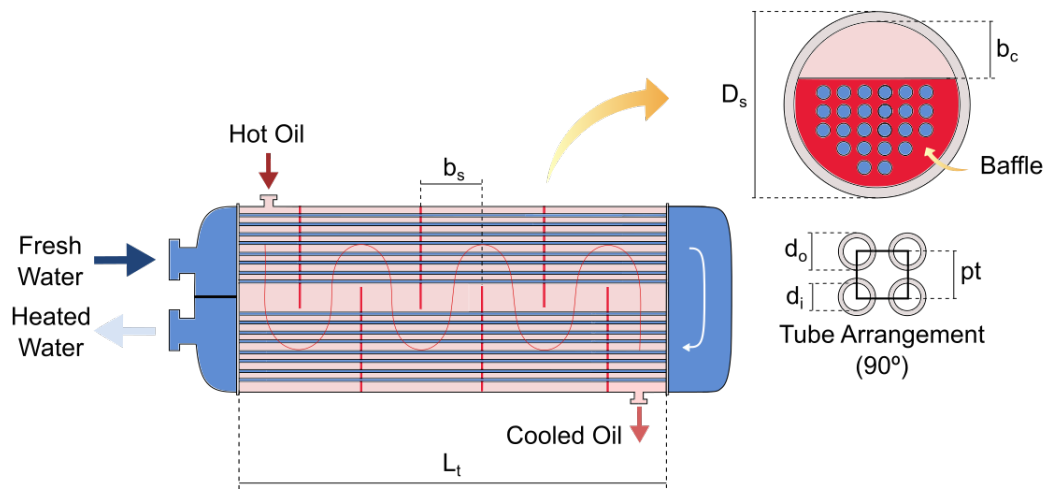 Hot Oil
b_s
Fresh
Water
Heated
Water
Cooled Oil
L_t
D_s
b_c
Baffle
d_o
d_i
pt
Tube Arrangement
(90º)